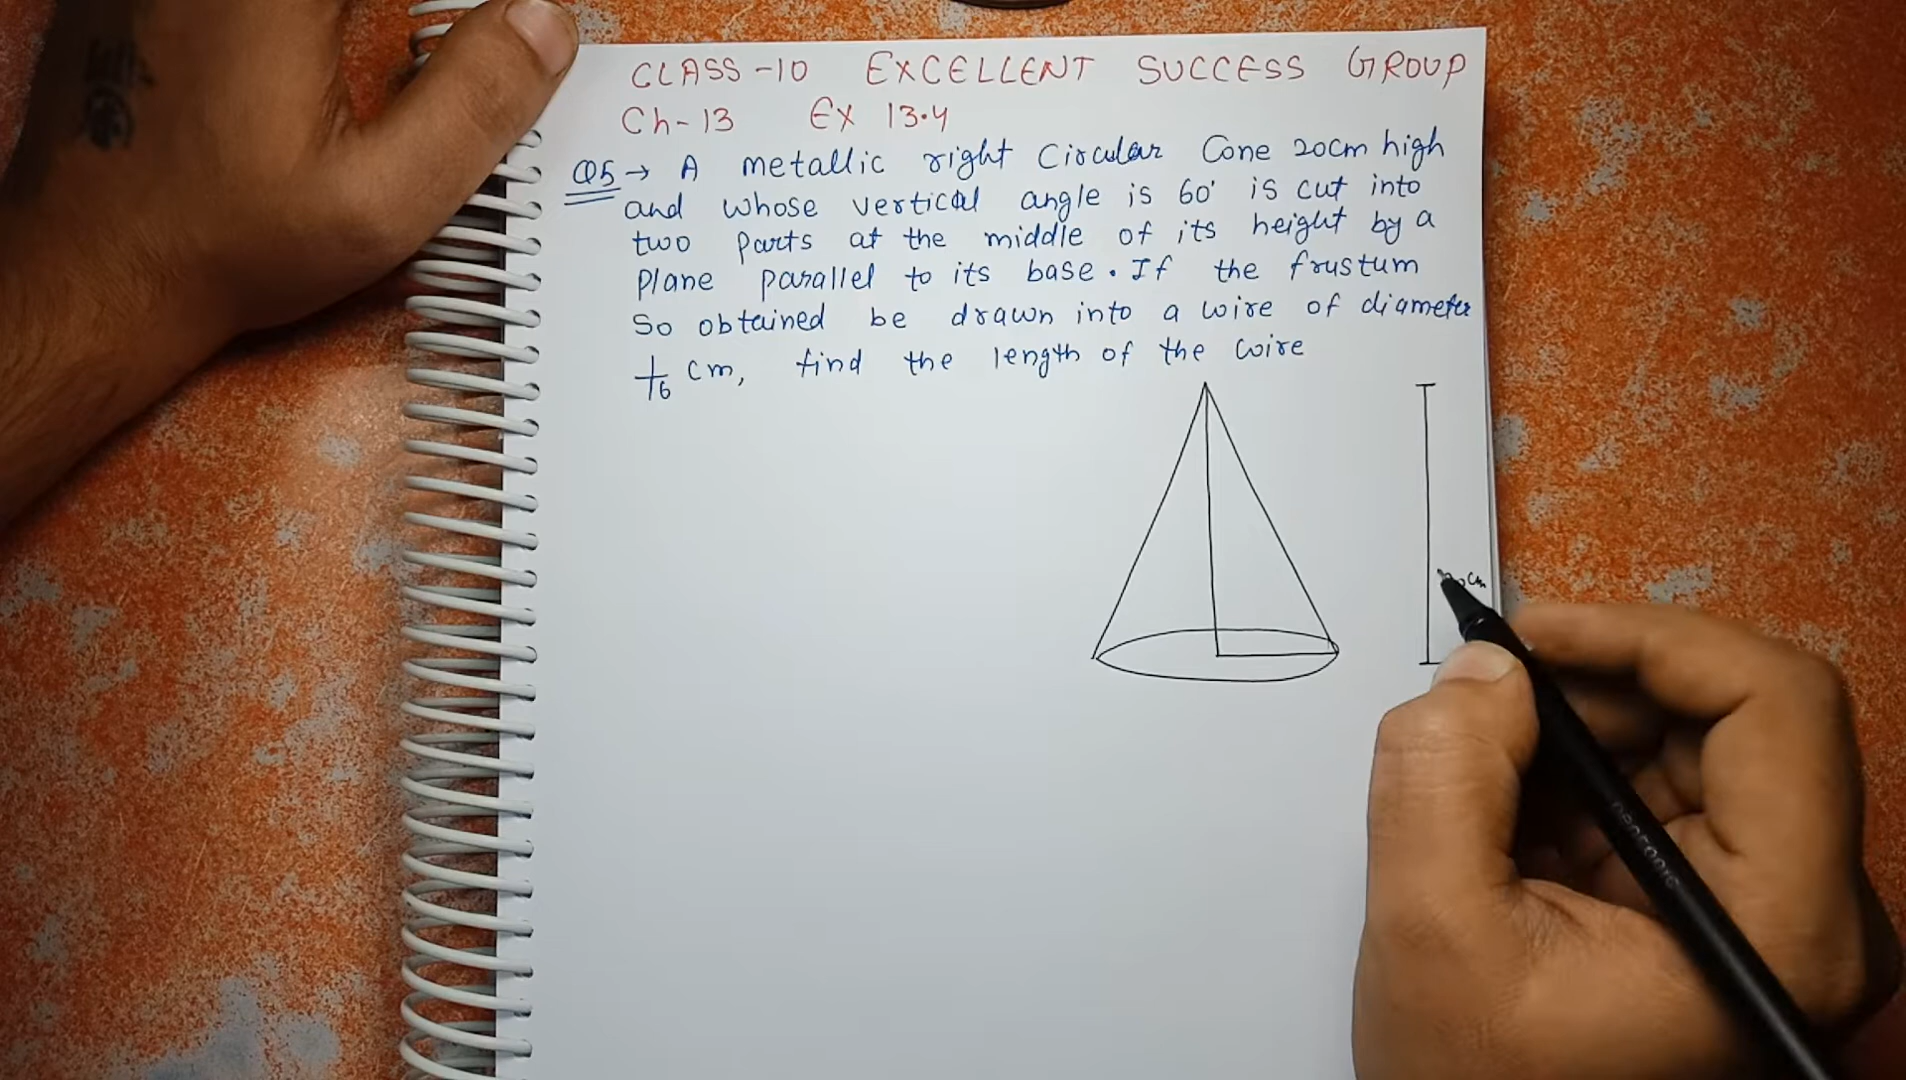 CLASS-10 EXCELLENT SUCCESS GROUP
Ch-13 EX 13.4
Q5→ A metallic right Circular Cone 20cm high
and whose vertical angle is 60° is cut into
two parts at the middle of its height by a
plane parallel to its base. If the frustum
So obtained be drawn into a wire of diameter
1/16 cm, find the length of the wire
cm